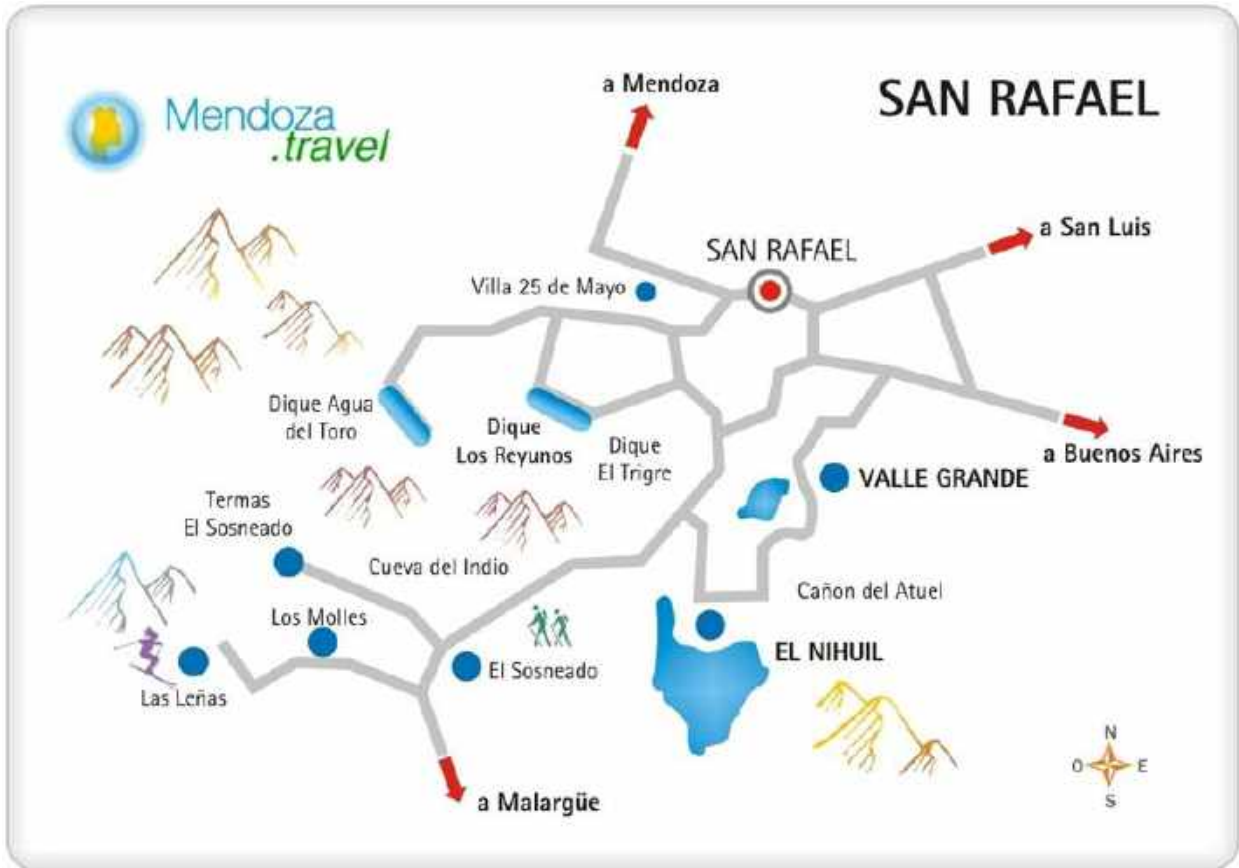 Mendoza
.travel
SAN RAFAEL
a Mendoza
a San Luis
SAN RAFAEL
Villa 25 de Mayo
Dique Agua
del Toro
Dique
Los Reyunos
Dique
El Trigre
a Buenos Aires
VALLE GRANDE
Termas
El Sosneado
Cueva del Indio
Cañon del Atuel
Los Molles
EL NIHUIL
El Sosneado
Las Leñas
a Malargüe
N
O E
S